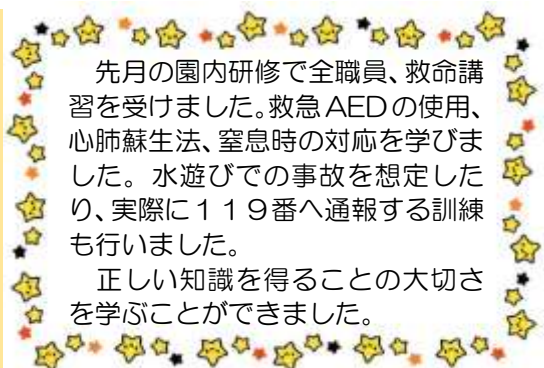 先月の園内研修で全職員、救命講
習を受けました。救急AEDの使用、
心肺蘇生法、窒息時の対応を学びま
した。水遊びでの事故を想定した
り、実際に119番へ通報する訓練
も行いました。
正しい知識を得ることの大切さ
を学ぶことができました。